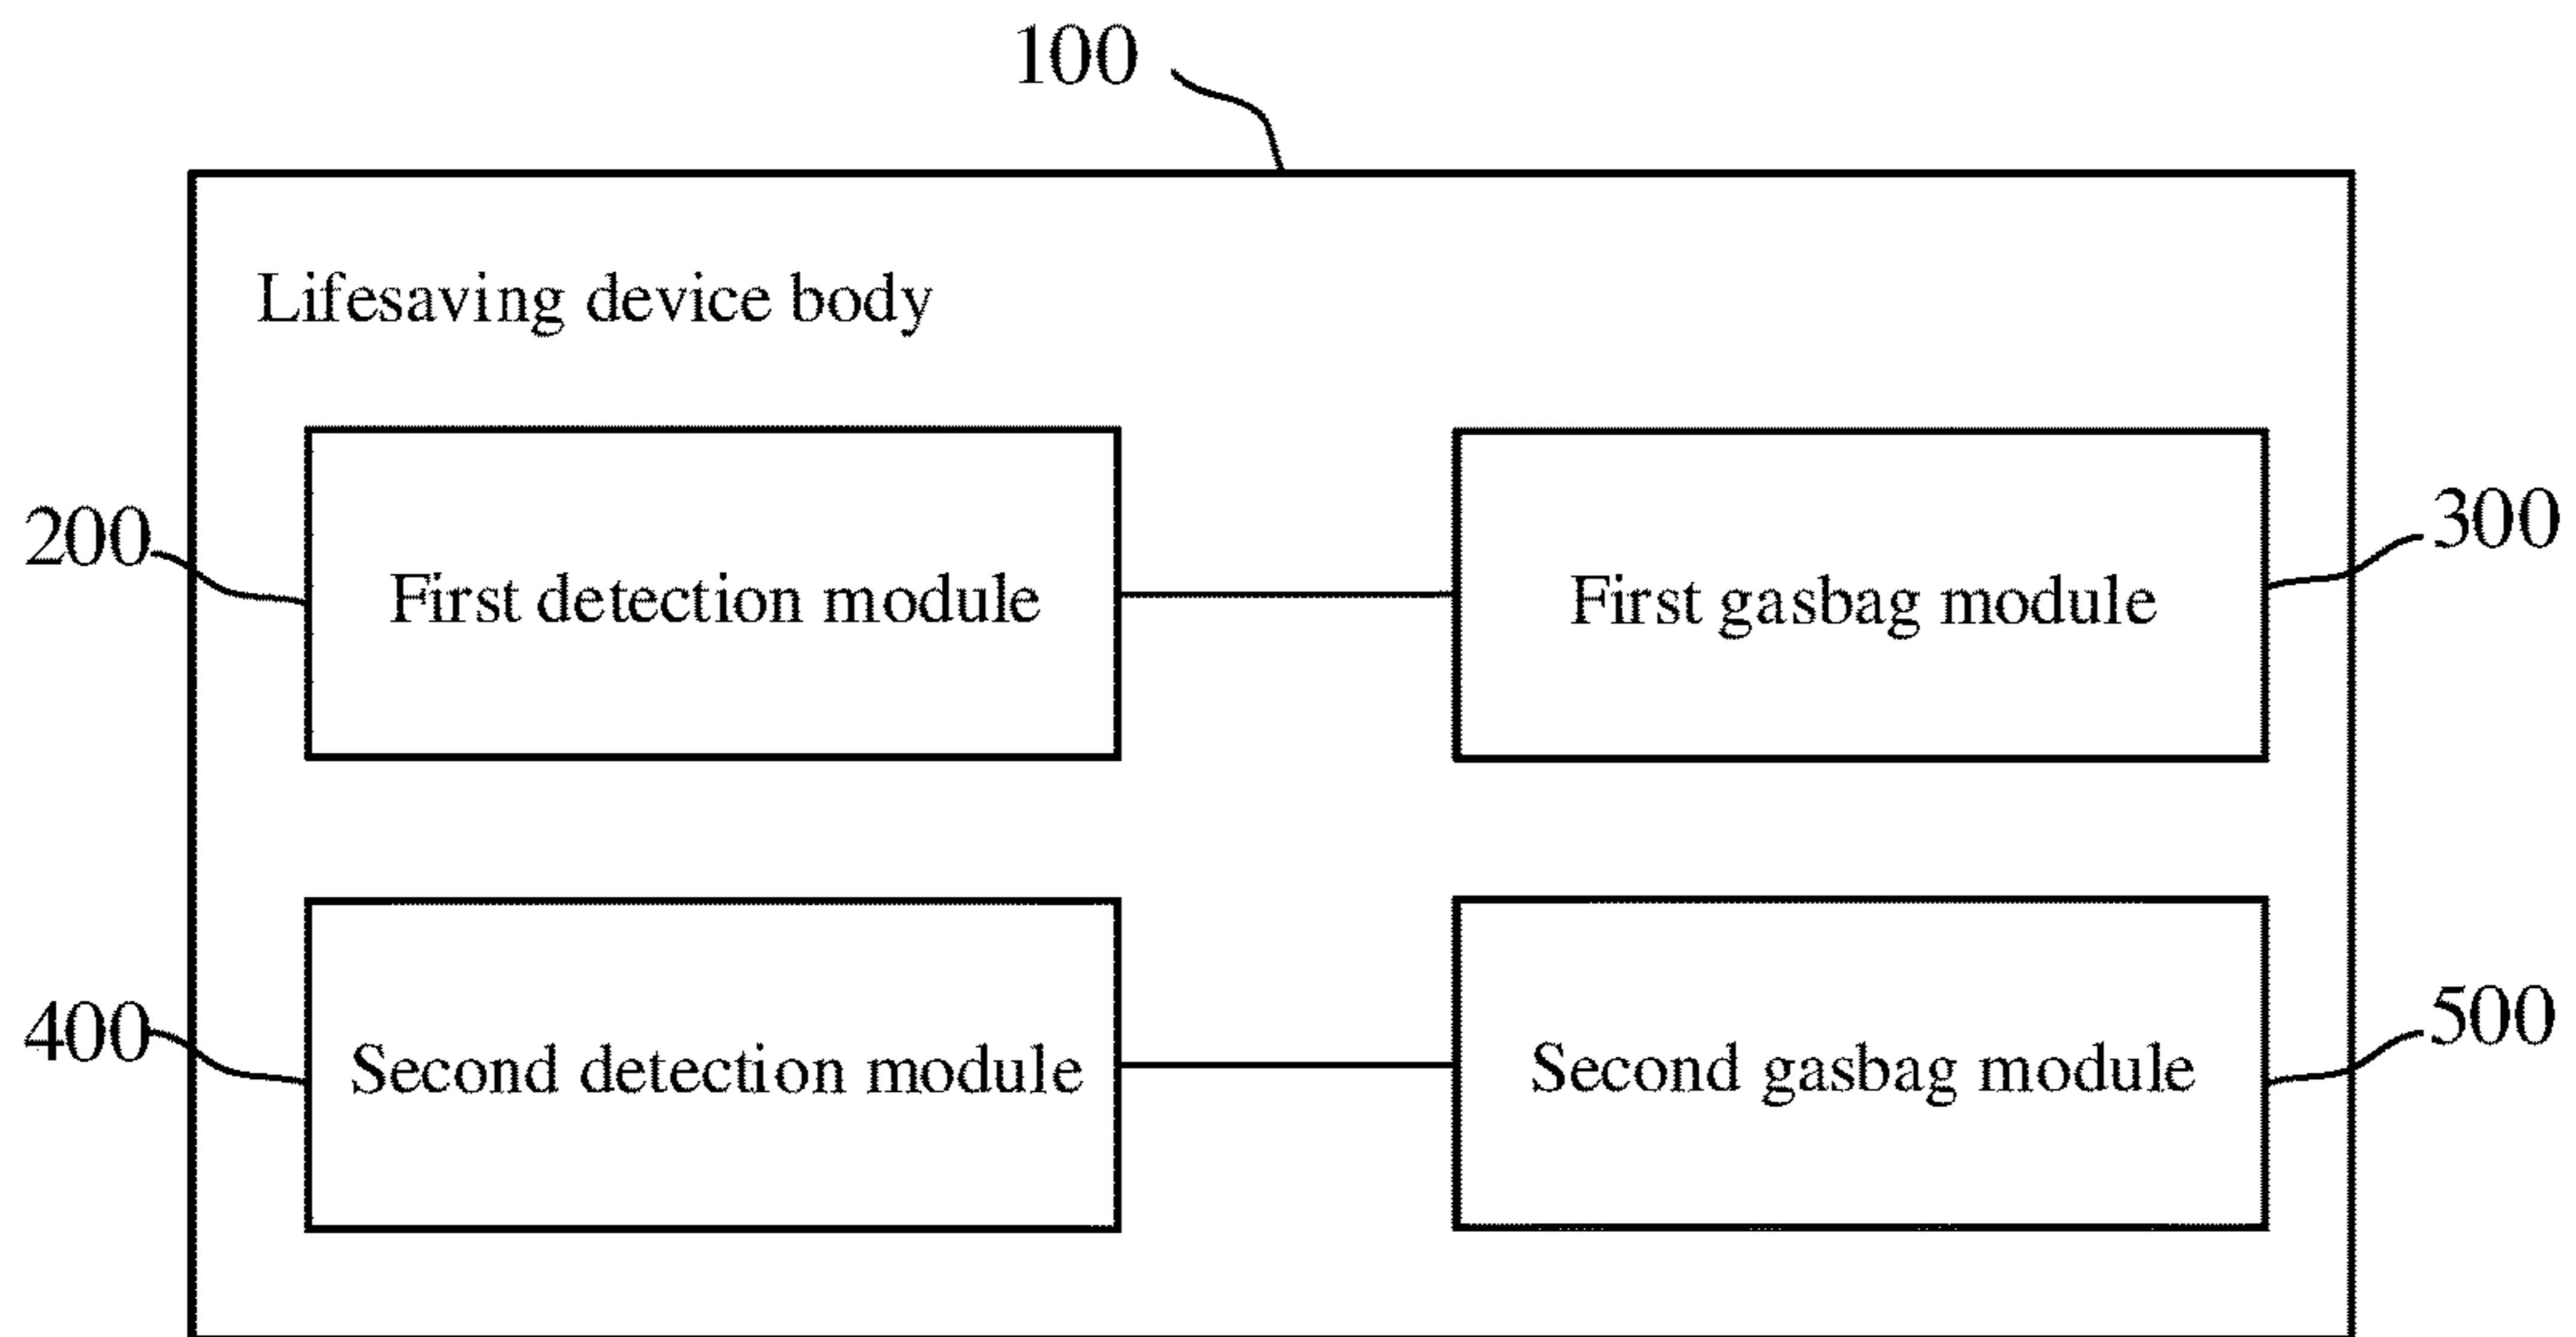 100
Lifesaving device body
200
First detection module
First gasbag module
300
400
Second detection module
Second gasbag module
500